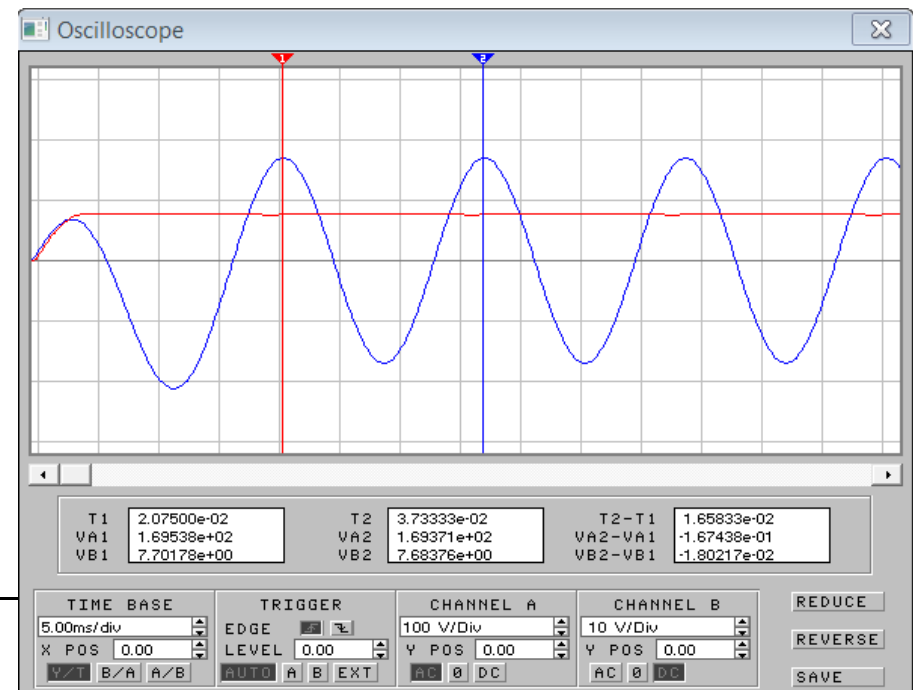 Oscilloscope
1 2
T1 2.07500e-02 T2 3.73333e-02 T2-T1 1.65833e-02
VA1 1.69538e+02 VA2 1.69371e+02 VA2-VA1 -1.67438e-01
VB1 7.70178e+00 VB2 7.68376e+00 VB2-VB1 -1.80217e-02
TIME BASE
5.00ms/div
X POS 0.00
Y/T B/A A/B
TRIGGER
EDGE
LEVEL 0.00
AUTO A B EXT
CHANNEL A
100 V/Div
Y POS 0.00
AC 0 DC
CHANNEL B
10 V/Div
Y POS 0.00
AC 0 DC
REDUCE
REVERSE
SAVE